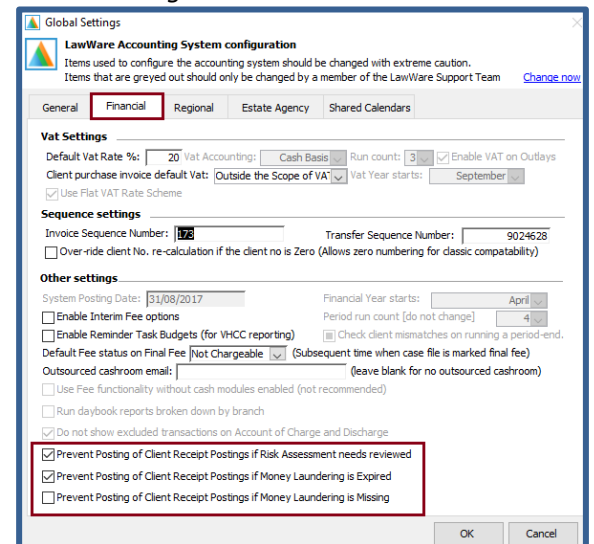 Global Settings
LawWare Accounting System configuration
Items used to configure the accounting system should be changed with extreme caution.
Items that are greyed out should only be changed by a member of the LawWare Support Team Change now
General Financial Regional Estate Agency Shared Calendars
Vat Settings
Default Vat Rate %: 20 Vat Accounting: Cash Basis Run count: 3 Enable VAT on Outlays
Client purchase invoice default Vat: Outside the Scope of VAT Vat Year starts: September
Use Flat VAT Rate Scheme
Sequence settings
Invoice Sequence Number: 173 Transfer Sequence Number: 9024628
Over-ride client No. re-calculation if the client no is Zero (Allows zero numbering for classic compatability)
Other settings
System Posting Date: 31/08/2017 Financial Year starts: April
Enable Interim Fee options Period run count [do not change] 4
Enable Reminder Task Budgets (for VHCC reporting) Check client mismatches on running a period-end.
Default Fee status on Final Fee Not Chargeable (Subsequent time when case file is marked final fee)
Outsourced cashroom email: (leave blank for no outsourced cashroom)
Use Fee functionality without cash modules enabled (not recommended)
Run daybook reports broken down by branch
Do not show excluded transactions on Account of Charge and Discharge
Prevent Posting of Client Receipt Postings if Risk Assessment needs reviewed
Prevent Posting of Client Receipt Postings if Money Laundering is Expired
Prevent Posting of Client Receipt Postings if Money Laundering is Missing
OK Cancel